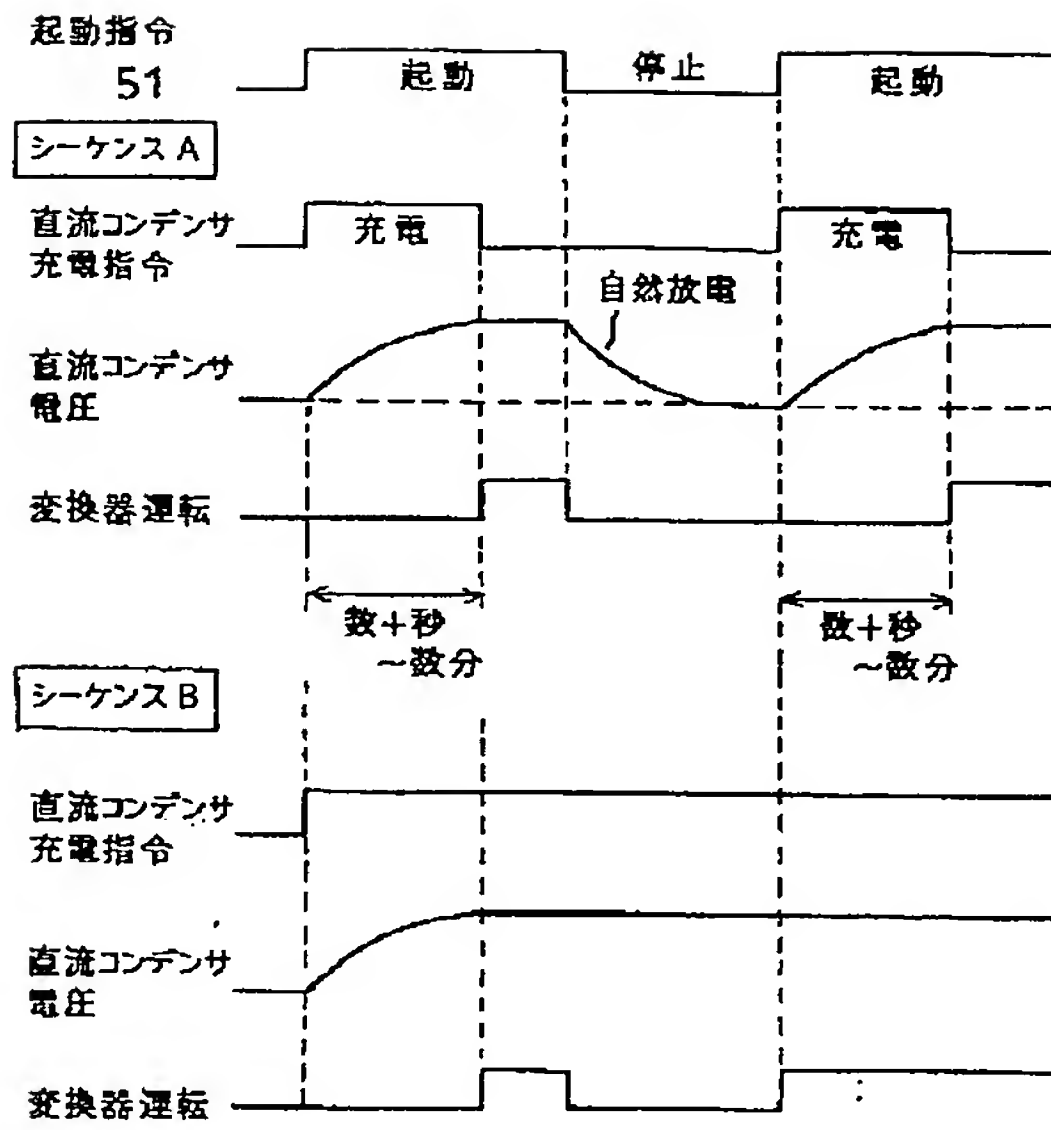 起動指令
51
起動
停止
起動
シーケンス A
直流コンデンサ
充電指令
充電
充電
自然放電
直流コンデンサ
電圧
変換器運転
数十秒
～数分
数十秒
～数分
シーケンス B
直流コンデンサ
充電指令
直流コンデンサ
電圧
変換器運転